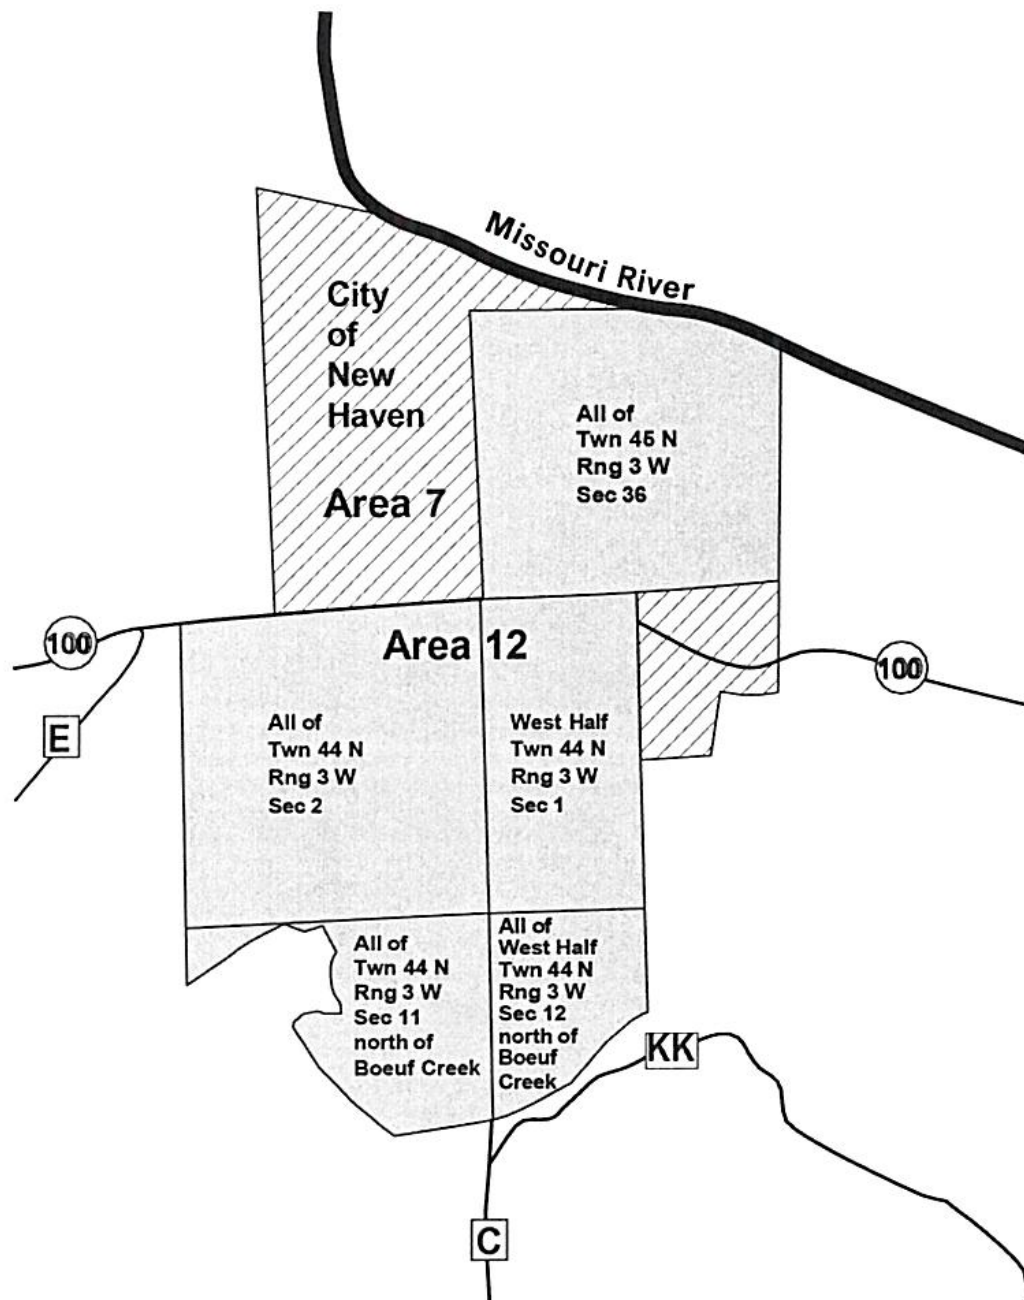 Missouri River
City
of
New
Haven
Area 7
All of
Twn 45 N
Rng 3 W
Sec 36
100
Area 12
100
E
All of
Twn 44 N
Rng 3 W
Sec 2
West Half
Twn 44 N
Rng 3 W
Sec 1
All of
Twn 44 N
Rng 3 W
Sec 11
north of
Boeuf Creek
All of
West Half
Twn 44 N
Rng 3 W
Sec 12
north of
Boeuf
Creek
KK
C